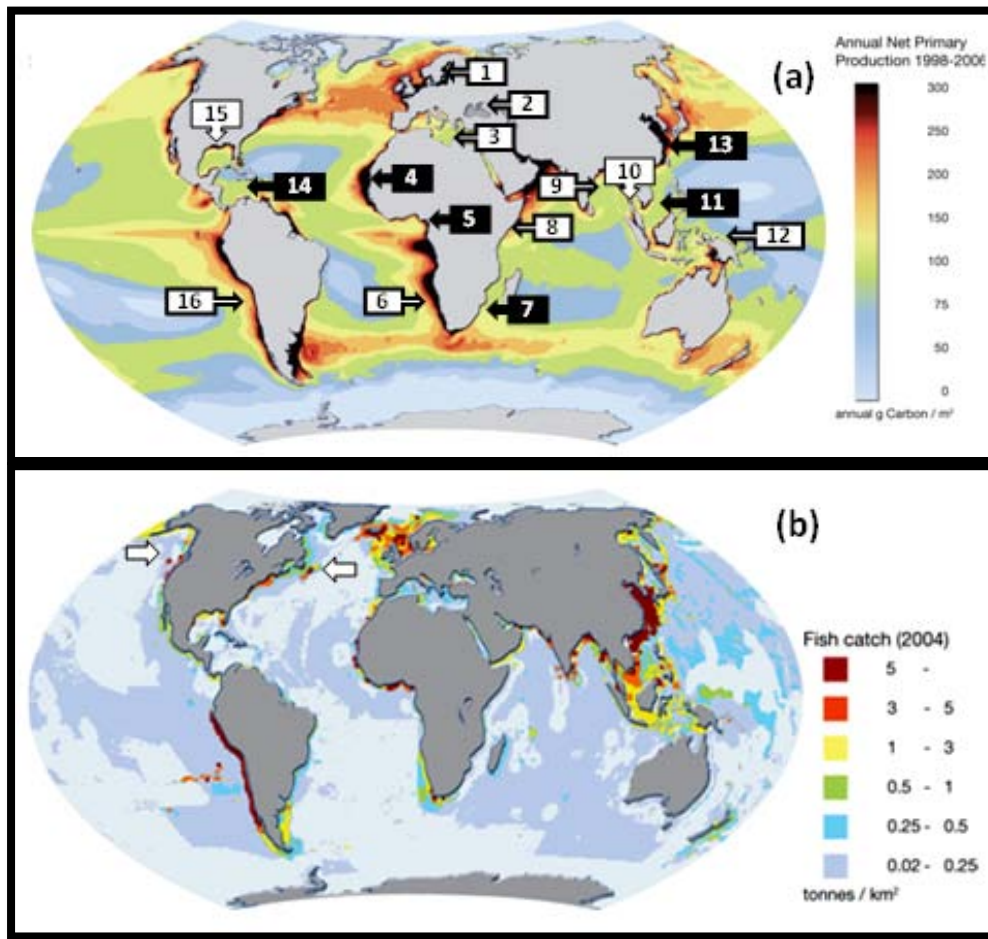 (a)
Annual Net Primary
Production 1998-2006
300
250
200
150
100
75
50
0
annual g Carbon / m²
1
2
3
15
13
14
4
9
10
11
5
8
12
16
6
7
(b)
Fish catch (2004)
5 -
3 - 5
1 - 3
0.5 - 1
0.25 - 0.5
0.02 - 0.25
tonnes / km²